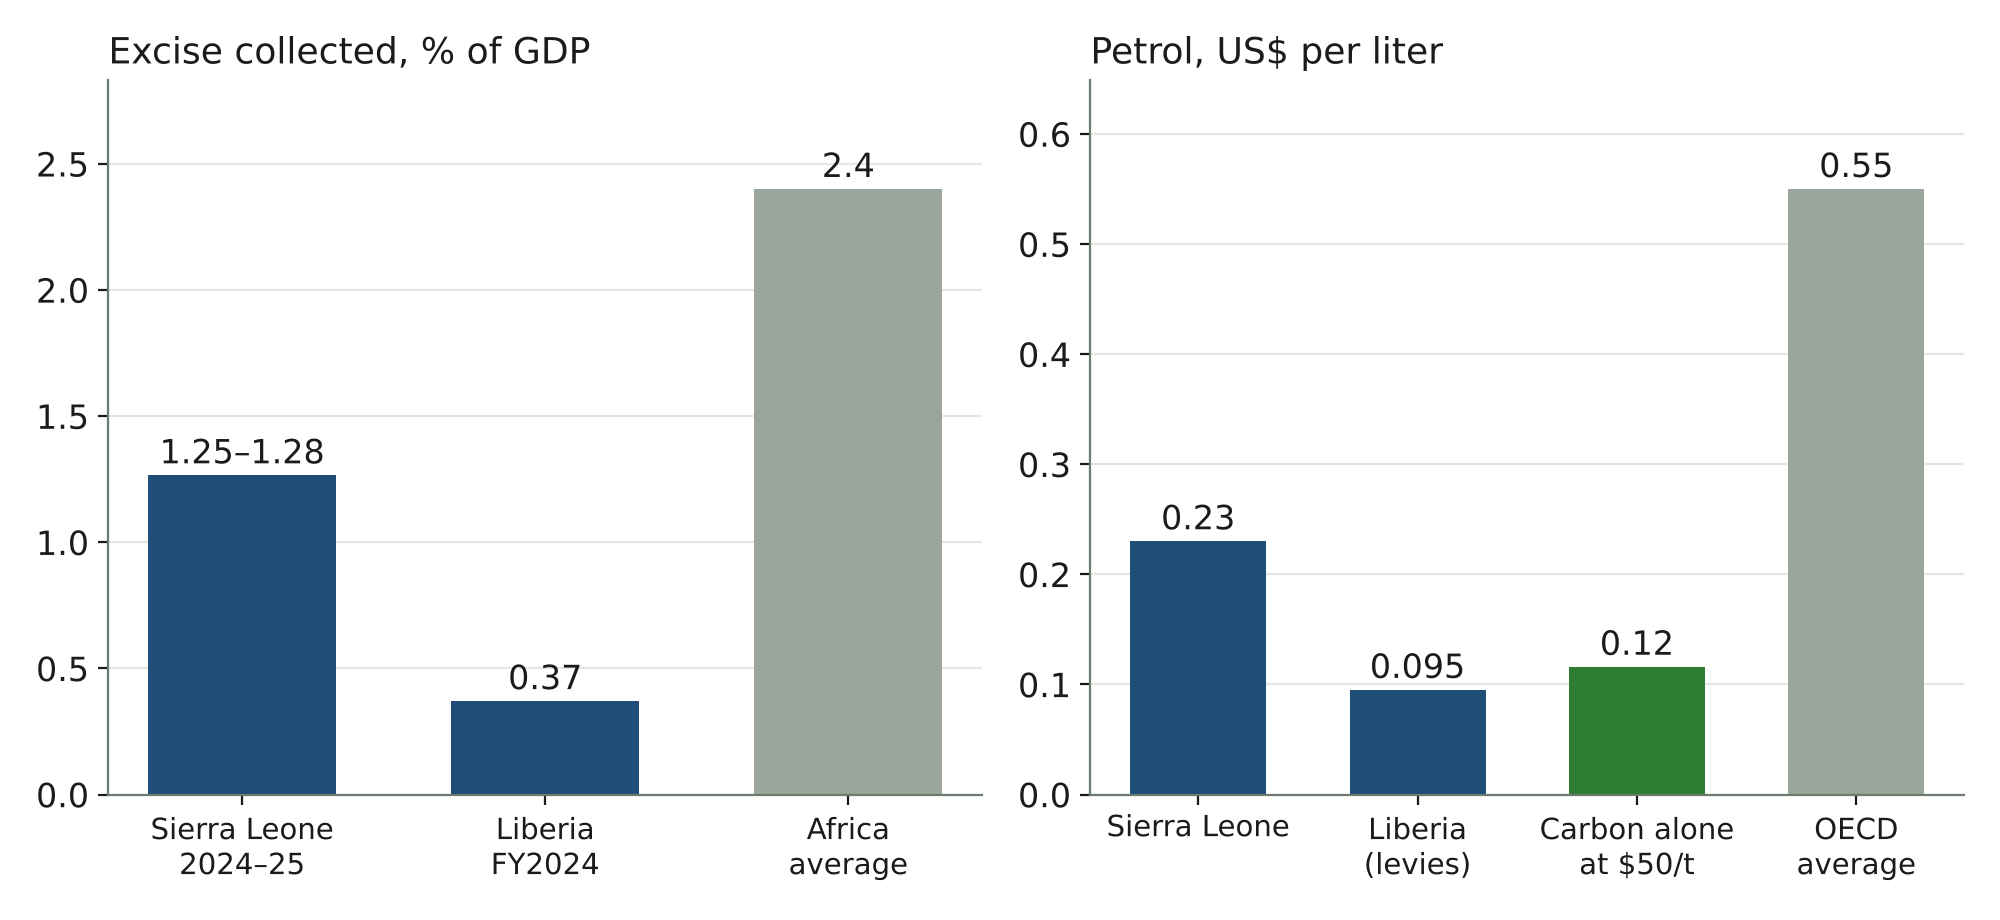 Excise collected, % of GDP
2.5
2.0
1.5
1.0
0.5
0.0
1.25–1.28
0.37
2.4
Sierra Leone
2024–25
Liberia
FY2024
Africa
average
Petrol, US$ per liter
0.6
0.5
0.4
0.3
0.2
0.1
0.0
0.23
0.095
0.12
0.55
Sierra Leone
Liberia
(levies)
Carbon alone
at $50/t
OECD
average